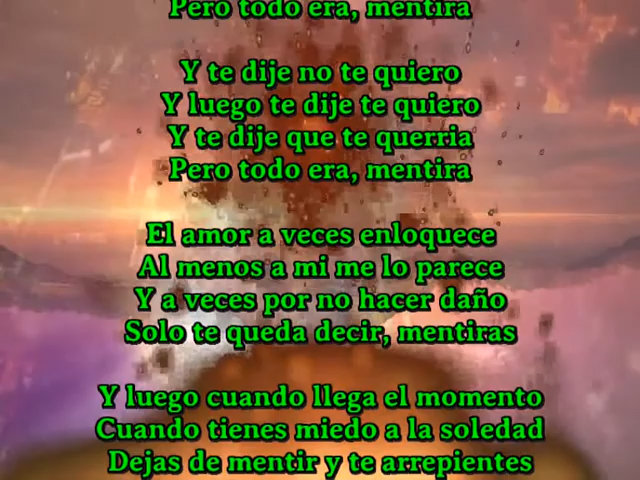 Pero todo era, mentira
Y te dije no te quiero
Y luego te dije te quiero
Y te dije que te querria
Pero todo era, mentira
El amor a veces enloquece
Al menos a mi me lo parece
Y a veces por no hacer daño
Solo te queda decir, mentiras
Y luego cuando llega el momento
Cuando tienes miedo a la soledad
Dejas de mentir y te arrepientes